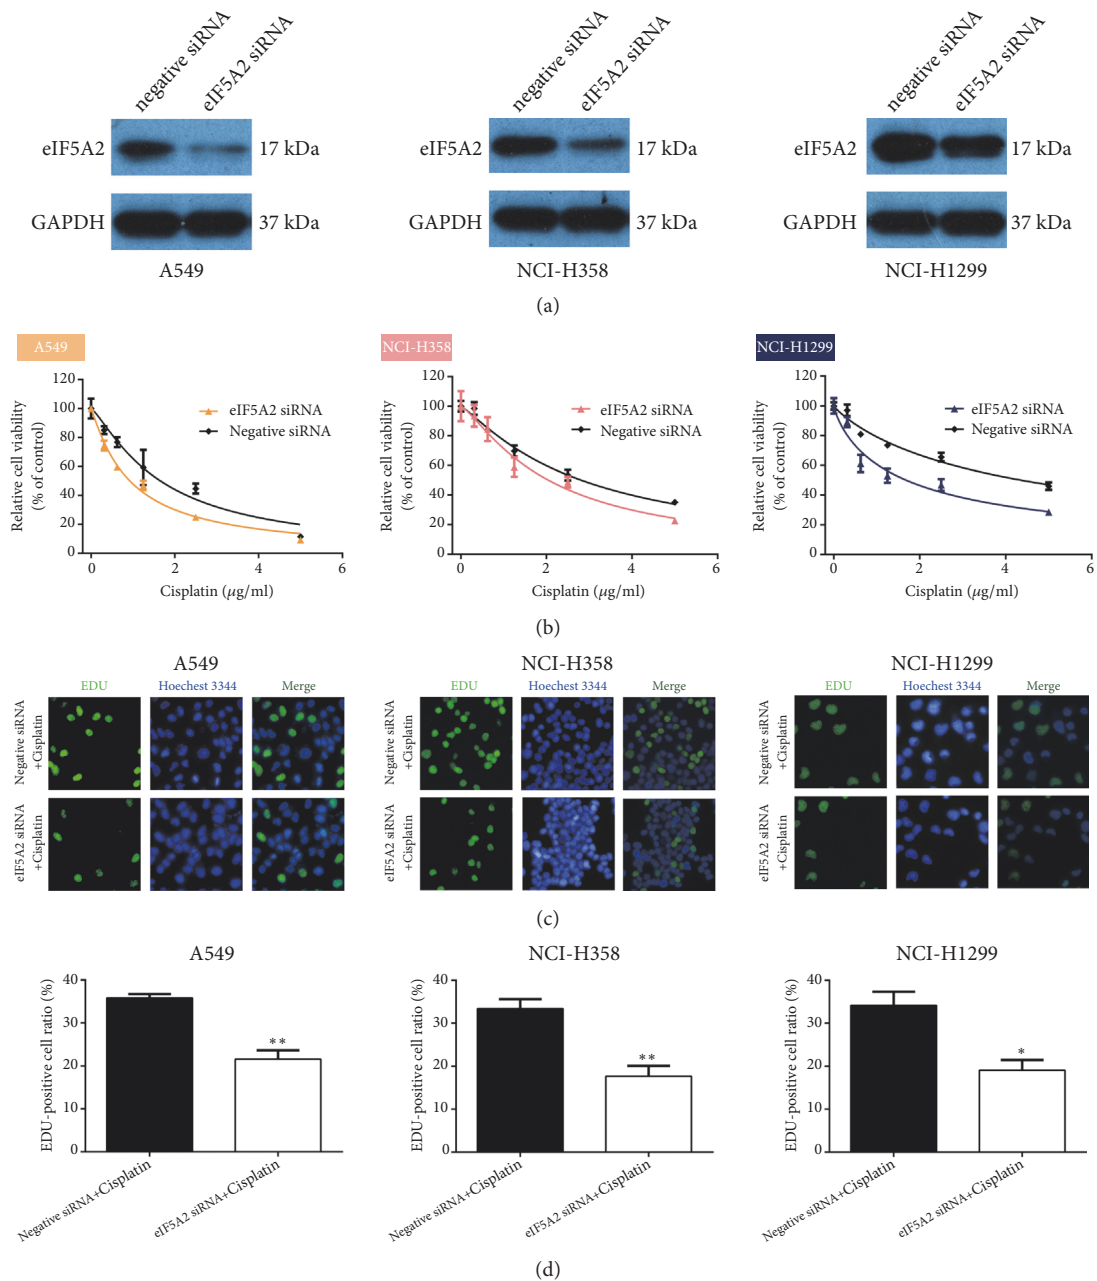 negative siRNA
eIF5A2 siRNA
negative siRNA
eIF5A2 siRNA
negative siRNA
eIF5A2 siRNA
eIF5A2
17 kDa
eIF5A2
17 kDa
eIF5A2
17 kDa
GAPDH
37 kDa
GAPDH
37 kDa
GAPDH
37 kDa
A549
NCI-H358
NCI-H1299
(a)
A549
Relative cell viability
(% of control)
120
100
80
60
40
20
0
eIF5A2 siRNA
Negative siRNA
0
2
4
6
Cisplatin (µg/ml)
NCI-H358
Relative cell viability
(% of control)
120
100
80
60
40
20
0
eIF5A2 siRNA
Negative siRNA
0
2
4
6
Cisplatin (µg/ml)
NCI-H1299
Relative cell viability
(% of control)
120
100
80
60
40
20
0
eIF5A2 siRNA
Negative siRNA
0
2
4
6
Cisplatin (µg/ml)
(b)
A549
EDU
Hoechest 3344
Merge
Negative siRNA
+Cisplatin
eIF5A2 siRNA
+Cisplatin
NCI-H358
EDU
Hoechest 3344
Merge
Negative siRNA
+Cisplatin
eIF5A2 siRNA
+Cisplatin
NCI-H1299
EDU
Hoechest 3344
Merge
Negative siRNA
+Cisplatin
eIF5A2 siRNA
+Cisplatin
(c)
A549
EDU-positive cell ratio (%)
40
30
20
10
0
**
Negative siRNA+Cisplatin
eIF5A2 siRNA+Cisplatin
NCI-H358
EDU-positive cell ratio (%)
40
30
20
10
0
**
Negative siRNA+Cisplatin
eIF5A2 siRNA+Cisplatin
NCI-H1299
EDU-positive cell ratio (%)
40
30
20
10
0
*
Negative siRNA+Cisplatin
eIF5A2 siRNA+Cisplatin
(d)